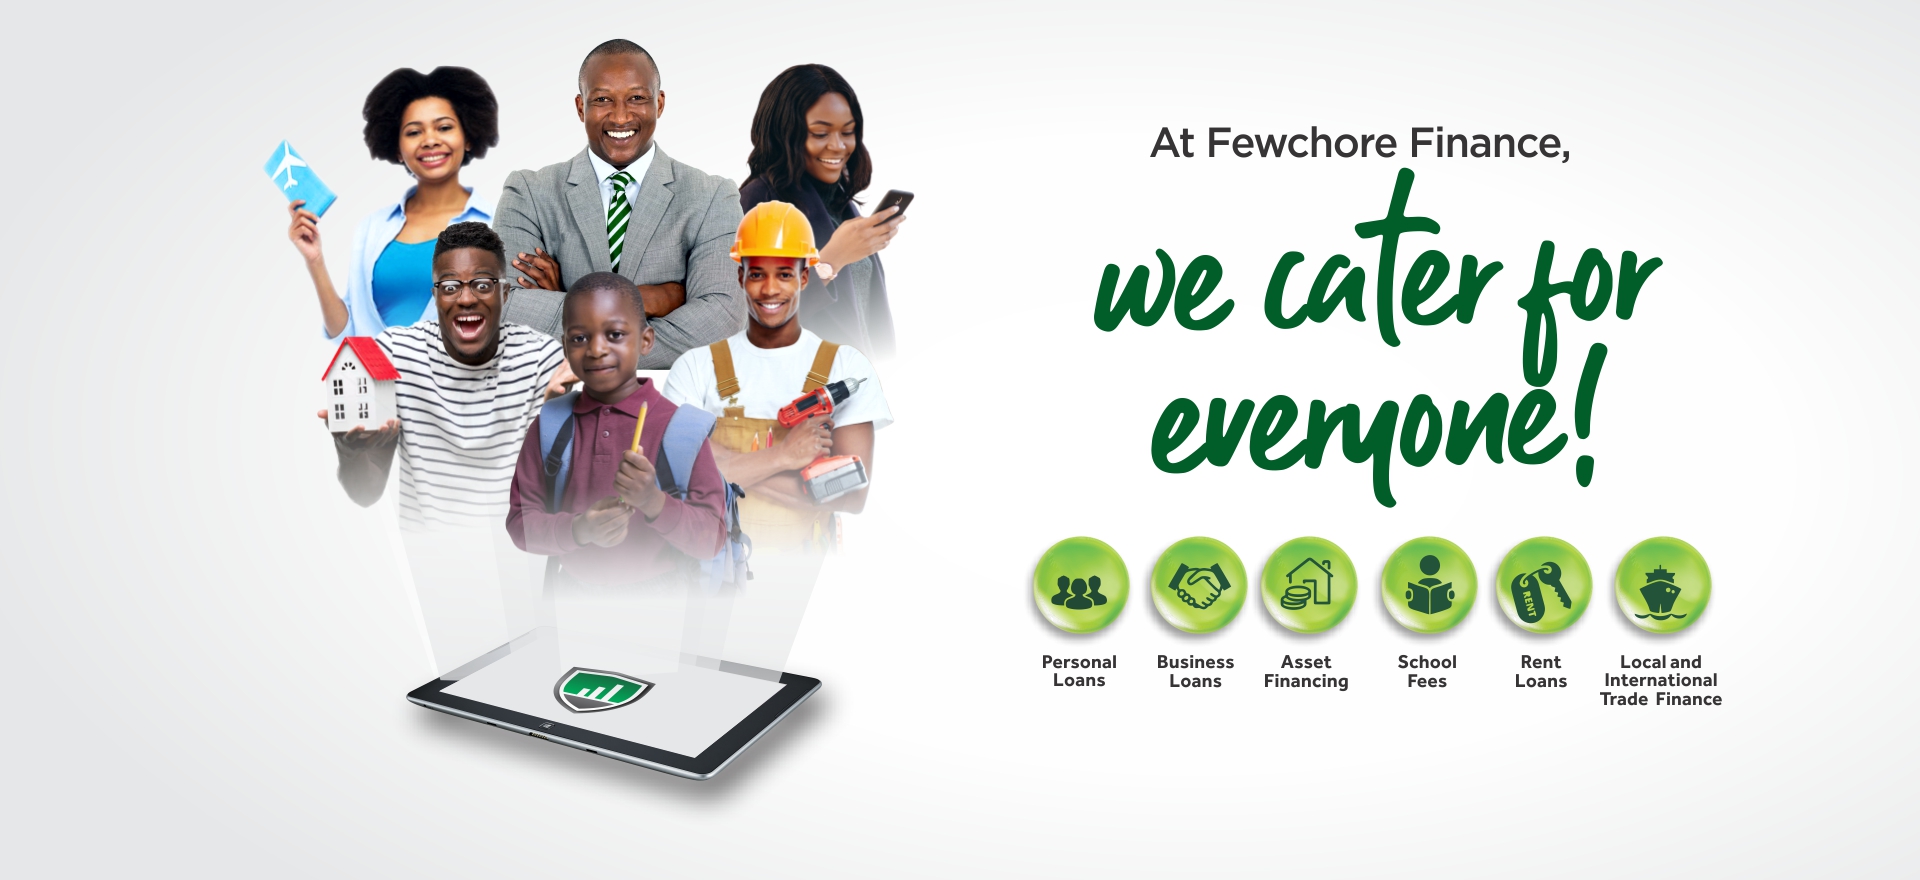 At Fewchore Finance,
we cater for
everyone!
Personal
Loans
Business
Loans
Asset
Financing
School
Fees
RENT
Rent
Loans
Local and
International
Trade Finance